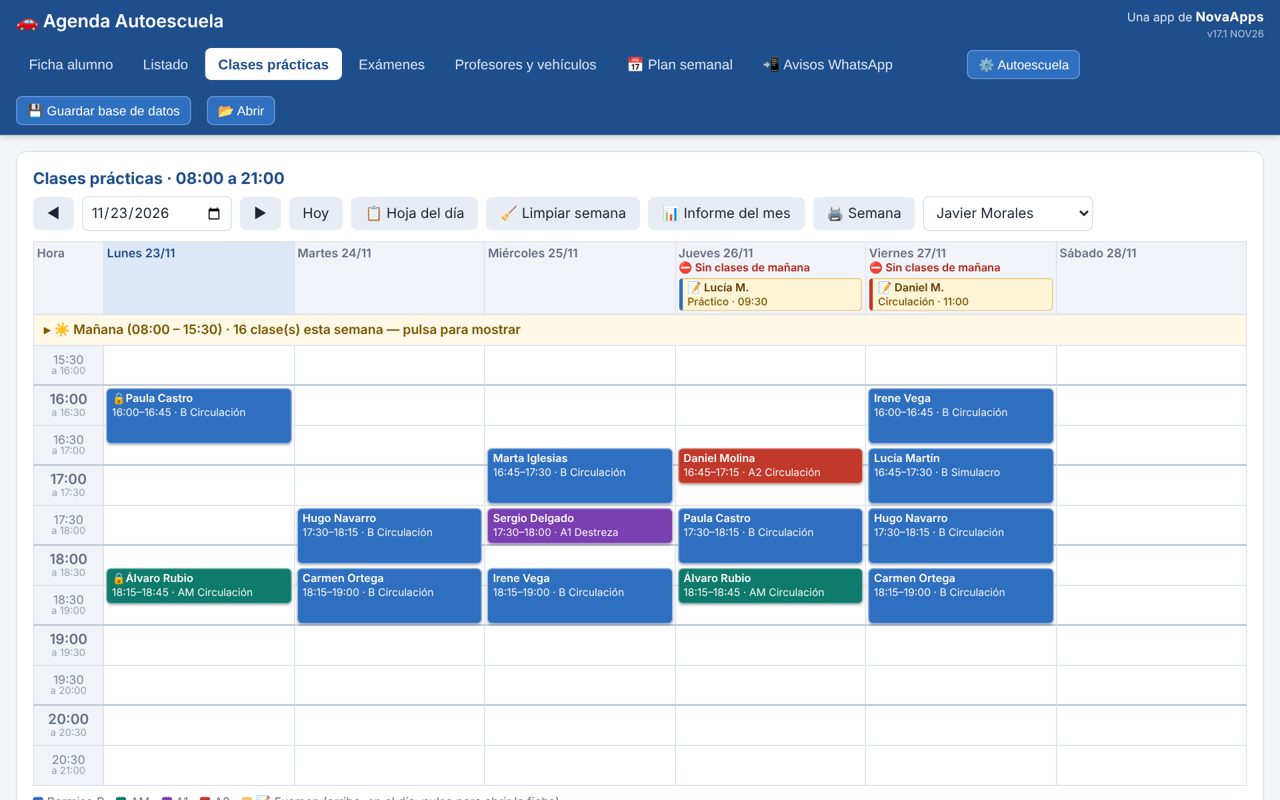 🚗 Agenda Autoescuela
Una app de NovaApps
v17.1 NOV26
Ficha alumno
Listado
Clases prácticas
Exámenes
Profesores y vehículos
📅 Plan semanal
📲 Avisos WhatsApp
⚙️ Autoescuela
💾 Guardar base de datos
📂 Abrir
Clases prácticas · 08:00 a 21:00
◀
11/23/2026
▶
Hoy
📋 Hoja del día
🧹 Limpiar semana
📊 Informe del mes
🖨️ Semana
Javier Morales
Hora
Lunes 23/11
Martes 24/11
Miércoles 25/11
Jueves 26/11
⛔ Sin clases de mañana
📝 Lucía M.
Práctico · 09:30
Viernes 27/11
⛔ Sin clases de mañana
📝 Daniel M.
Circulación · 11:00
Sábado 28/11
▸ ☀️ Mañana (08:00 – 15:30) · 16 clase(s) esta semana — pulsa para mostrar
15:30
a 16:00
16:00
a 16:30
🔒Paula Castro
16:00–16:45 · B Circulación
Irene Vega
16:00–16:45 · B Circulación
16:30
a 17:00
Marta Iglesias
16:45–17:30 · B Circulación
Daniel Molina
16:45–17:15 · A2 Circulación
Lucía Martín
16:45–17:30 · B Simulacro
17:00
a 17:30
17:30
a 18:00
Hugo Navarro
17:30–18:15 · B Circulación
Sergio Delgado
17:30–18:00 · A1 Destreza
Paula Castro
17:30–18:15 · B Circulación
Hugo Navarro
17:30–18:15 · B Circulación
18:00
a 18:30
🔒Álvaro Rubio
18:15–18:45 · AM Circulación
Carmen Ortega
18:15–19:00 · B Circulación
Irene Vega
18:15–19:00 · B Circulación
Álvaro Rubio
18:15–18:45 · AM Circulación
Carmen Ortega
18:15–19:00 · B Circulación
18:30
a 19:00
19:00
a 19:30
19:30
a 20:00
20:00
a 20:30
20:30
a 21:00